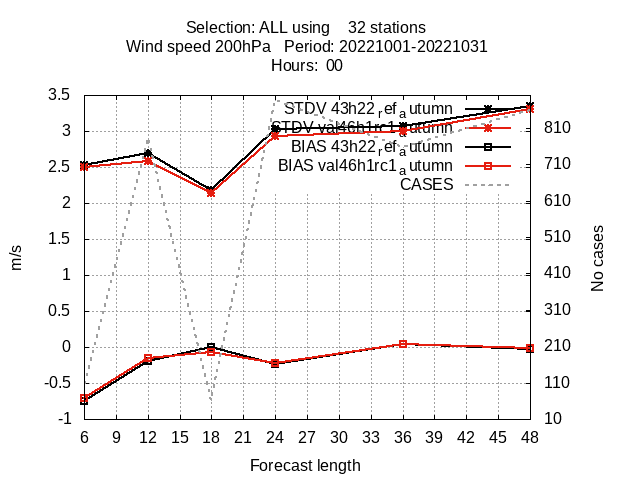 Selection: ALL using 32 stations
Wind speed 200hPa Period: 20221001-20221031
Hours: 00
STDV 43h22_ref_autumn
STDV val46h1rc1_autumn
BIAS 43h22_ref_autumn
BIAS val46h1rc1_autumn
CASES
3.5
3
2.5
2
1.5
1
0.5
0
-0.5
-1
m/s
810
710
610
510
410
310
210
110
10
No cases
6 9 12 15 18 21 24 27 30 33 36 39 42 45 48
Forecast length